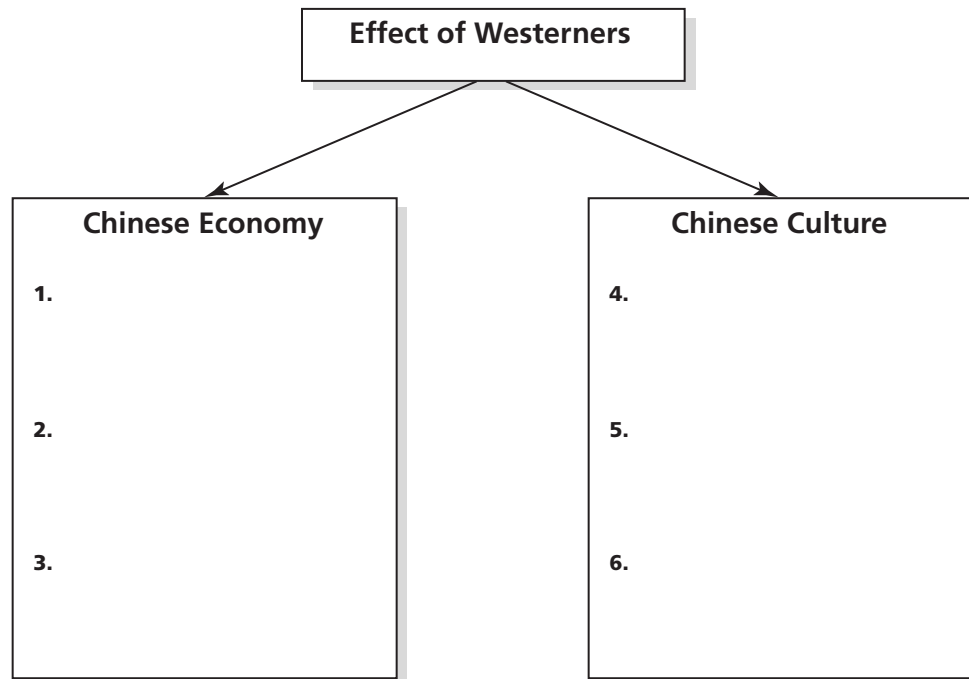 Effect of Westerners
Chinese Economy
1.
2.
3.
Chinese Culture
4.
5.
6.